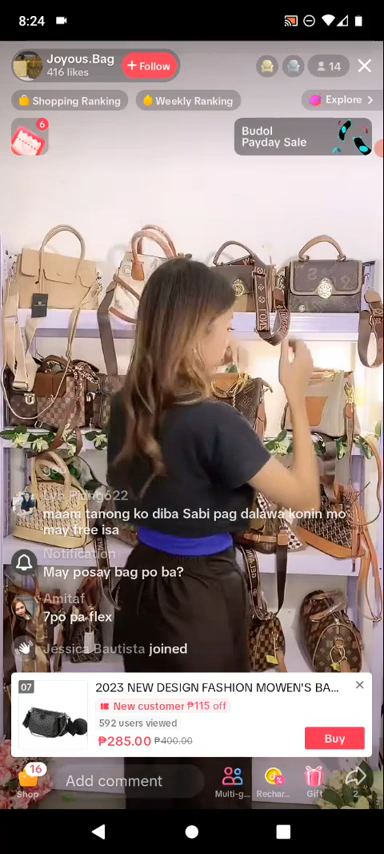 8:24
Joyous.Bag
416 likes
+ Follow
14
Shopping Ranking
Weekly Ranking
Explore >
6
Budol
Payday Sale
maam tanong ko diba Sabi pag dalawa konin mo
may free isa
Notification
May posay bag po ba?
Amitaf
7po pa flex
Jessica Bautista joined
07
2023 NEW DESIGN FASHION MOWEN'S BA...
New customer ₱115 off
592 users viewed
₱285.00 ₱400.00
Buy
16
Shop
Add comment
Multi-g...
Rechar...
Gift
2